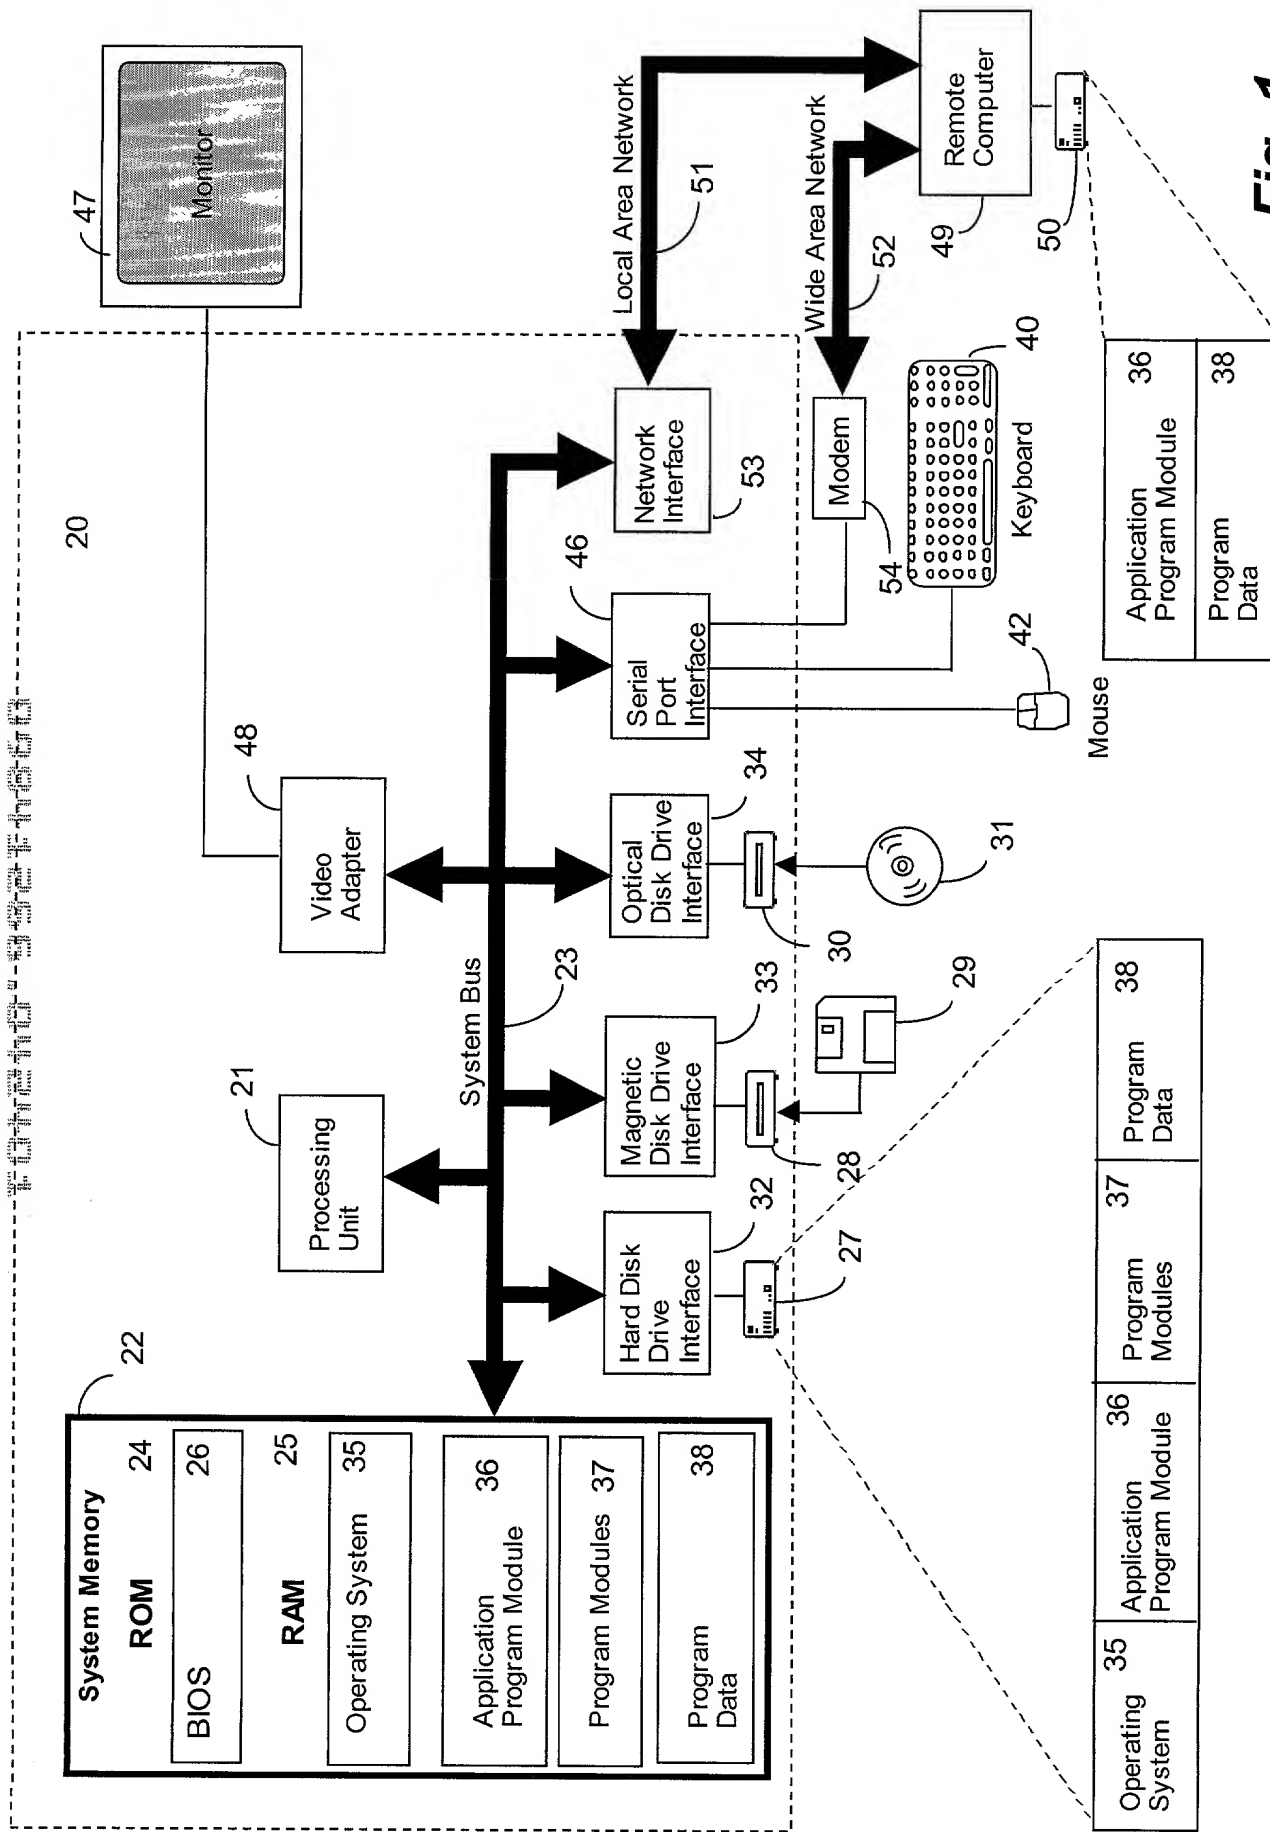 47
Monitor
20
System Memory
22
ROM 24
BIOS 26
RAM 25
Operating System 35
Application
Program Module
36
Program Modules 37
Program
Data
38
Processing
Unit
21
Video
Adapter
48
System Bus
23
Hard Disk
Drive
Interface
32
Magnetic
Disk Drive
Interface
33
Optical
Disk Drive
Interface
34
Serial
Port
Interface
46
Network
Interface
53
Local Area Network
51
27
28
29
30
31
Modem
54
Wide Area Network
52
Mouse
42
Keyboard
40
Remote
Computer
49
50
Operating
System
35
Application
Program Module
36
Program
Modules
37
Program
Data
38
Application
Program Module
36
Program
Data
38
Fig. 1